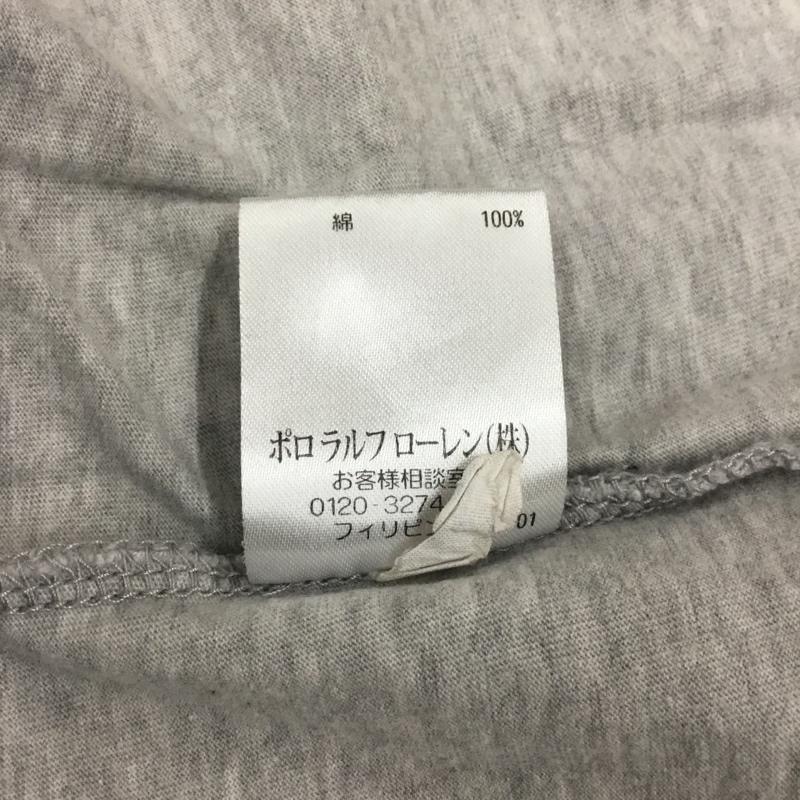 綿 100%
ポロ ラルフ ローレン(株)
お客様相談室
0120-3274
フィリピン 01